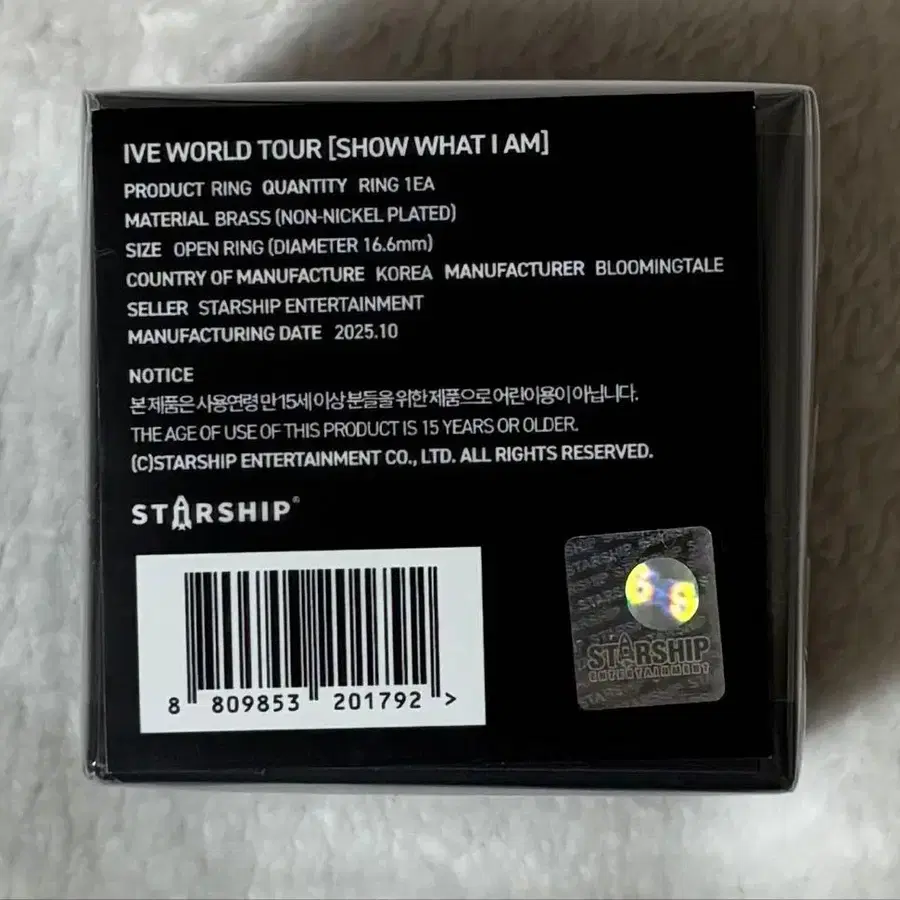 IVE WORLD TOUR [SHOW WHAT I AM]
PRODUCT RING QUANTITY RING 1EA
MATERIAL BRASS (NON-NICKEL PLATED)
SIZE OPEN RING (DIAMETER 16.6mm)
COUNTRY OF MANUFACTURE KOREA MANUFACTURER BLOOMINGTALE
SELLER STARSHIP ENTERTAINMENT
MANUFACTURING DATE 2025.10
NOTICE
본 제품은 사용연령 만 15세 이상 분들을 위한 제품으로 어린이용이 아닙니다.
THE AGE OF USE OF THIS PRODUCT IS 15 YEARS OR OLDER.
(C)STARSHIP ENTERTAINMENT CO., LTD. ALL RIGHTS RESERVED.
STARSHIP®
8 809853 201792 >
STARSHIP
ENTERTAINMENT